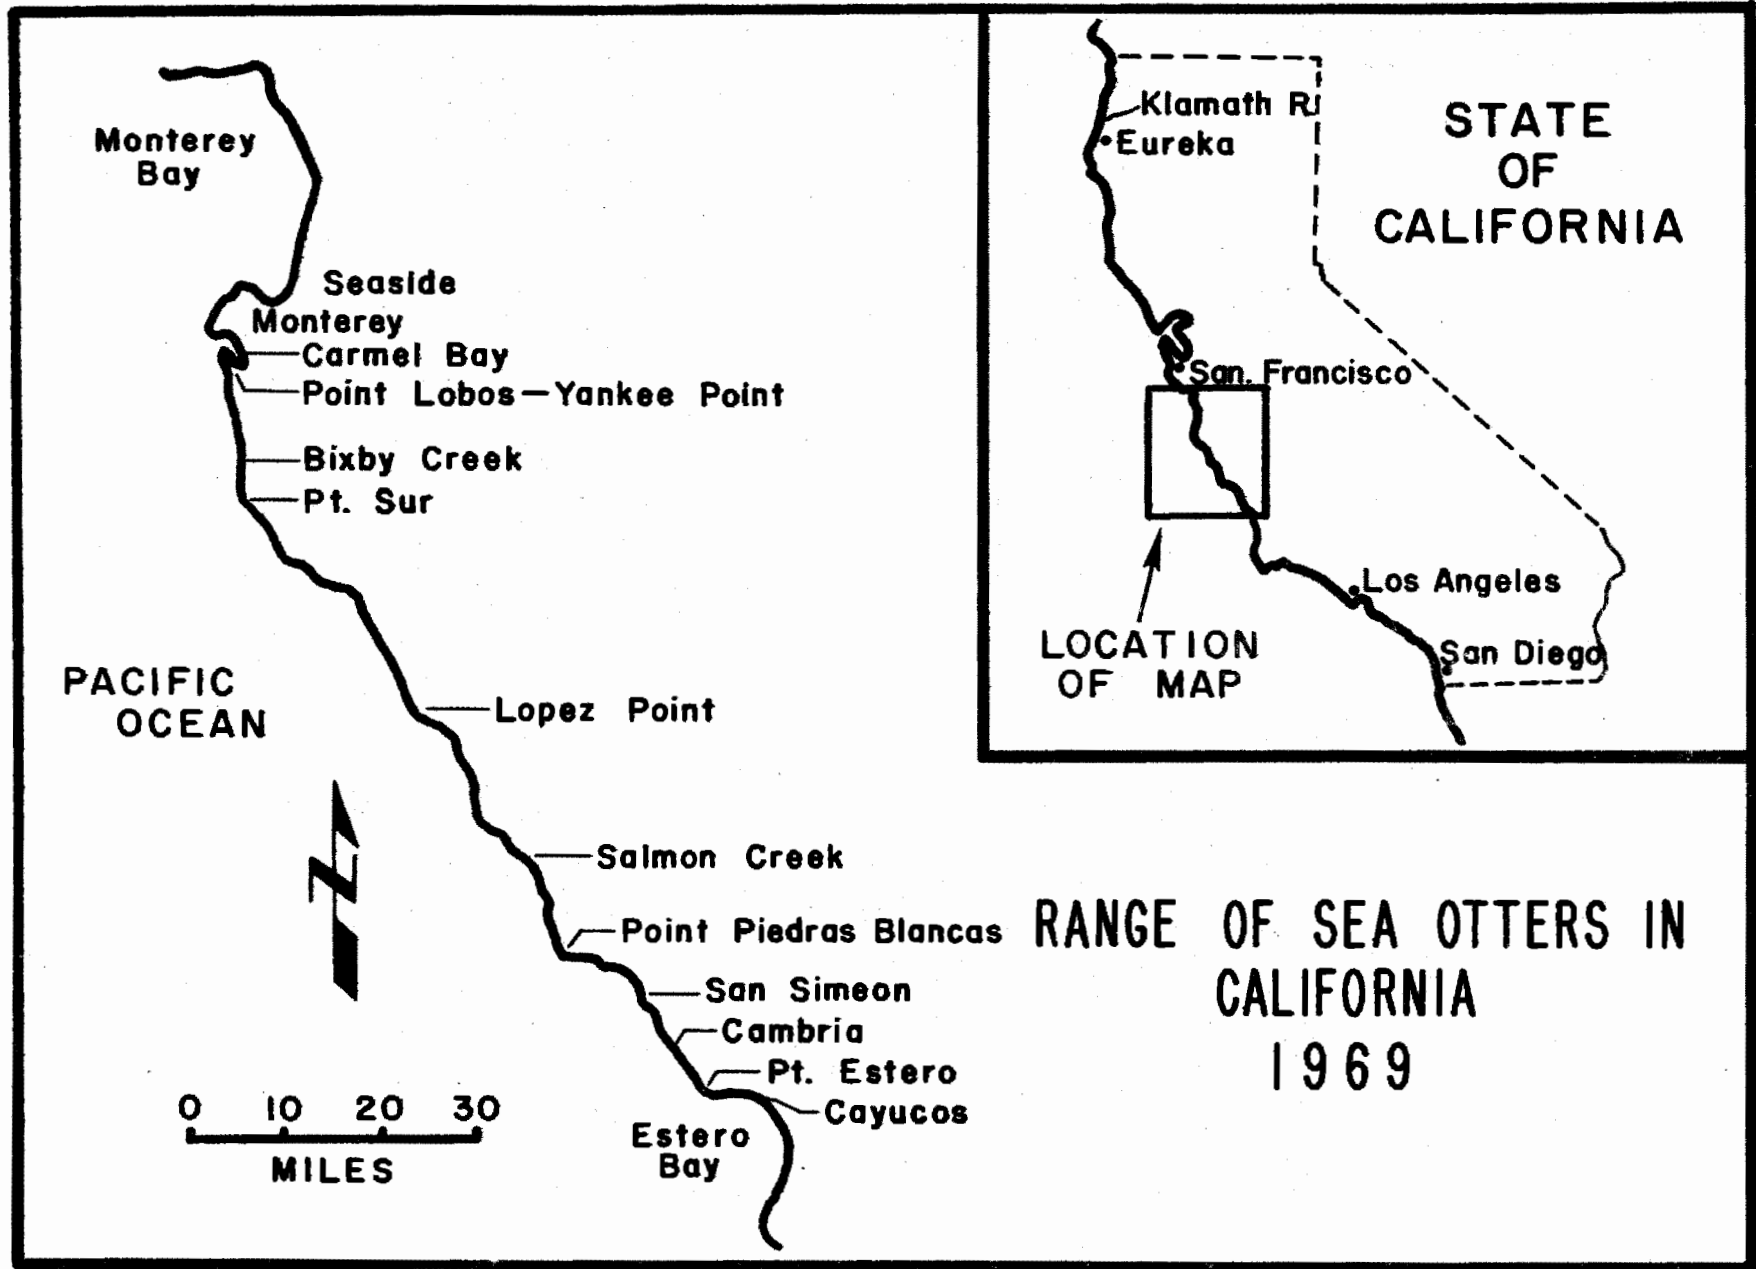 Monterey
Bay
Seaside
Monterey
Carmel Bay
Point Lobos—Yankee Point
Bixby Creek
Pt. Sur
PACIFIC
OCEAN
Lopez Point
Salmon Creek
Point Piedras Blancas
San Simeon
Cambria
Pt. Estero
Cayucos
Estero
Bay
N
0 10 20 30
MILES
Klamath R.
Eureka
STATE
OF
CALIFORNIA
San. Francisco
Los Angeles
San Diego
LOCATION
OF MAP
RANGE OF SEA OTTERS IN
CALIFORNIA
1969